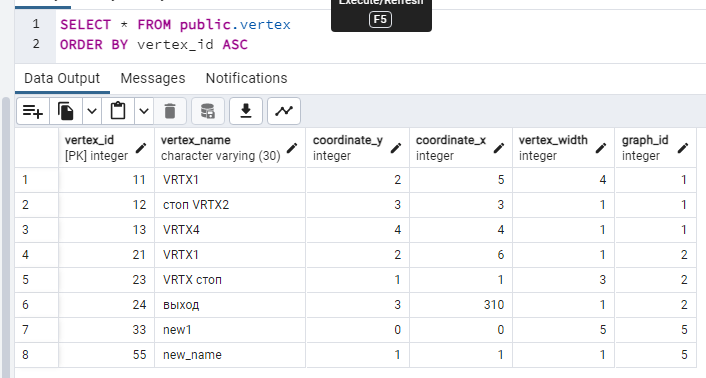 Execute/Refresh
F5
1 SELECT * FROM public.vertex
2 ORDER BY vertex_id ASC
Data Output Messages Notifications
vertex_id vertex_name coordinate_y coordinate_x vertex_width graph_id
[PK] integer character varying (30) integer integer integer integer
1 11 VRTX1 2 5 4 1
2 12 стоп VRTX2 3 3 1 1
3 13 VRTX4 4 4 1 1
4 21 VRTX1 2 6 1 2
5 23 VRTX стоп 1 1 3 2
6 24 выход 3 310 1 2
7 33 new1 0 0 5 5
8 55 new_name 1 1 1 5